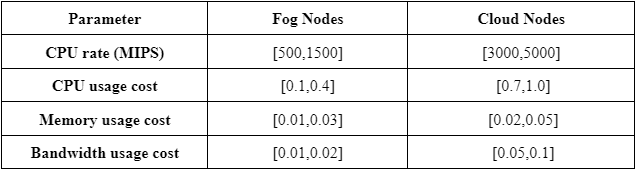 Parameter Fog Nodes Cloud Nodes
CPU rate (MIPS) [500,1500] [3000,5000]
CPU usage cost [0.1,0.4] [0.7,1.0]
Memory usage cost [0.01,0.03] [0.02,0.05]
Bandwidth usage cost [0.01,0.02] [0.05,0.1]